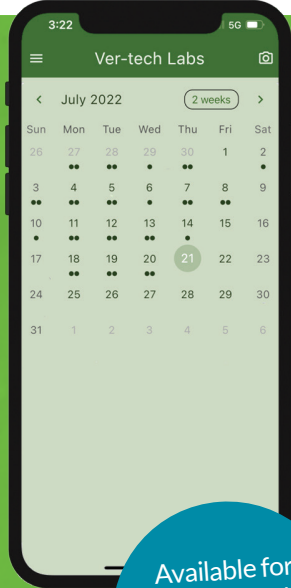 3:22 5G
Ver-tech Labs
July 2022 2 weeks
Sun Mon Tue Wed Thu Fri Sat
26 27 28 29 30 1 2
3 4 5 6 7 8 9
10 11 12 13 14 15 16
17 18 19 20 21 22 23
24 25 26 27 28 29 30
31 1 2 3 4 5 6
Available for